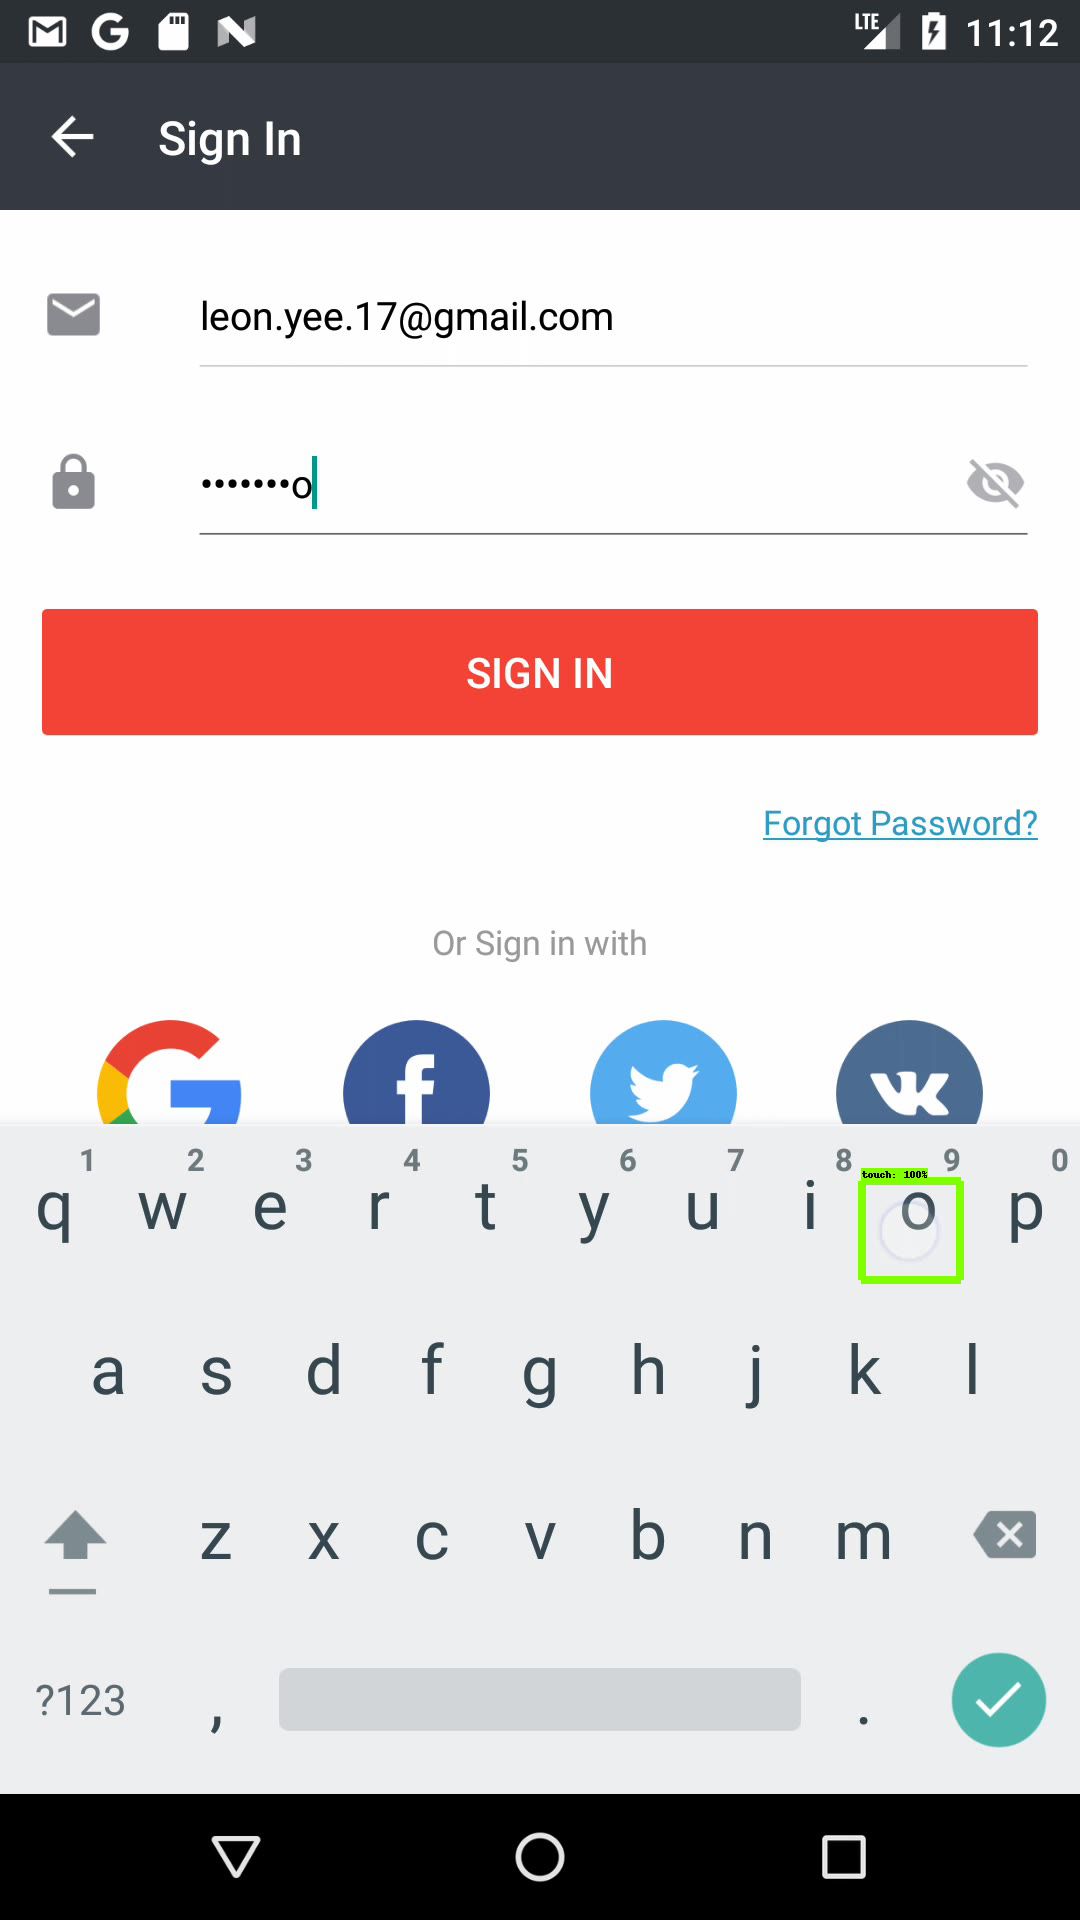 LTE 11:12
Sign In
leon.yee.17@gmail.com
•••••••o
SIGN IN
Forgot Password?
Or Sign in with
1 2 3 4 5 6 7 8 9 0
touch: 100%
q w e r t y u i o p
a s d f g h j k l
z x c v b n m
?123 , .